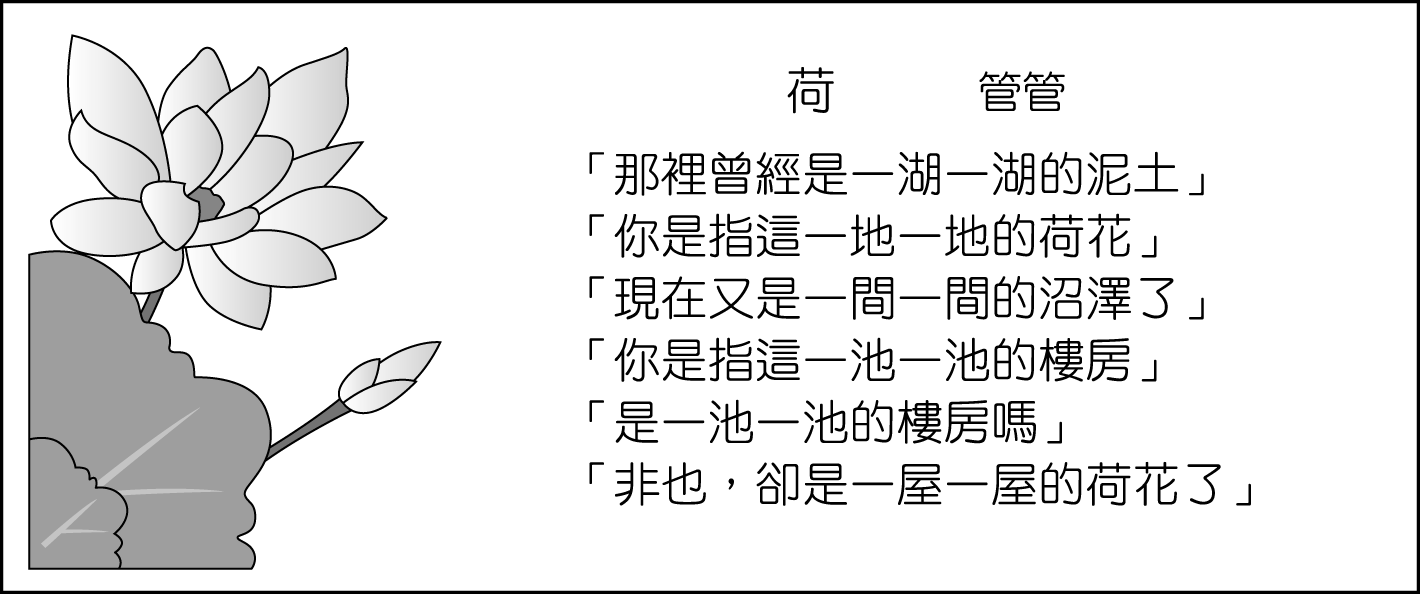 荷　管管
「那裡曾經是一湖一湖的泥土」
「你是指這一地一地的荷花」
「現在又是一間一間的沼澤了」
「你是指這一池一池的樓房」
「是一池一池的樓房嗎」
「非也，卻是一屋一屋的荷花了」